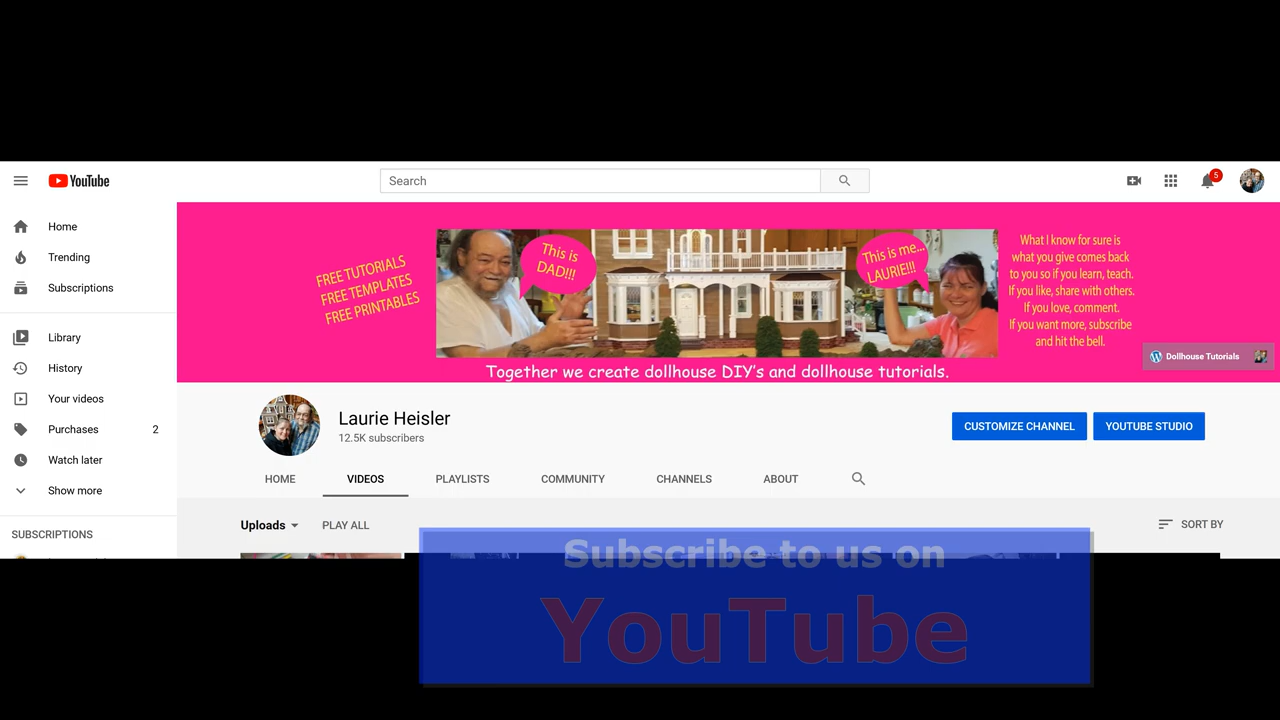 YouTube
Search
5
Home
Trending
Subscriptions
Library
History
Your videos
Purchases 2
Watch later
Show more
SUBSCRIPTIONS
FREE TUTORIALS
FREE TEMPLATES
FREE PRINTABLES
This is
DAD!!!
This is me...
LAURIE!!!
What I know for sure is
what you give comes back
to you so if you learn, teach.
If you like, share with others.
If you love, comment.
If you want more, subscribe
and hit the bell.
Dollhouse Tutorials
Together we create dollhouse DIY's and dollhouse tutorials.
Laurie Heisler
12.5K subscribers
CUSTOMIZE CHANNEL
YOUTUBE STUDIO
HOME VIDEOS PLAYLISTS COMMUNITY CHANNELS ABOUT
Uploads PLAY ALL SORT BY
Subscribe to us on
YouTube